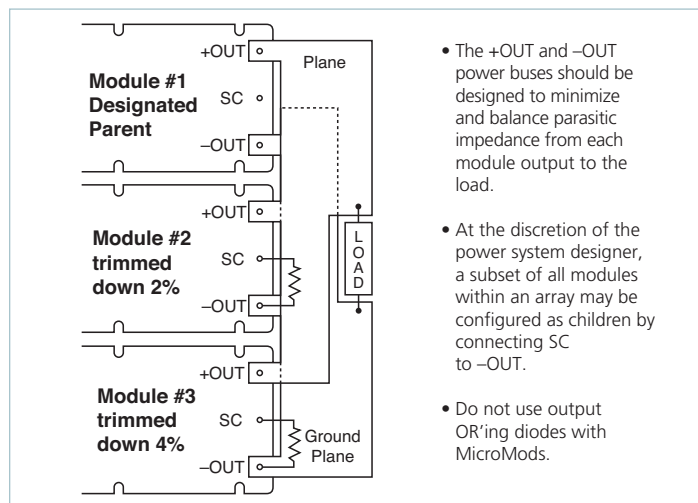 +OUT
Plane
Module #1
Designated
Parent
SC
–OUT
+OUT
Module #2
trimmed
down 2%
SC
–OUT
LOAD
+OUT
Module #3
trimmed
down 4%
SC
Ground
Plane
–OUT
• The +OUT and –OUT
power buses should be
designed to minimize
and balance parasitic
impedance from each
module output to the
load.
• At the discretion of the
power system designer,
a subset of all modules
within an array may be
configured as children by
connecting SC
to –OUT.
• Do not use output
OR'ing diodes with
MicroMods.